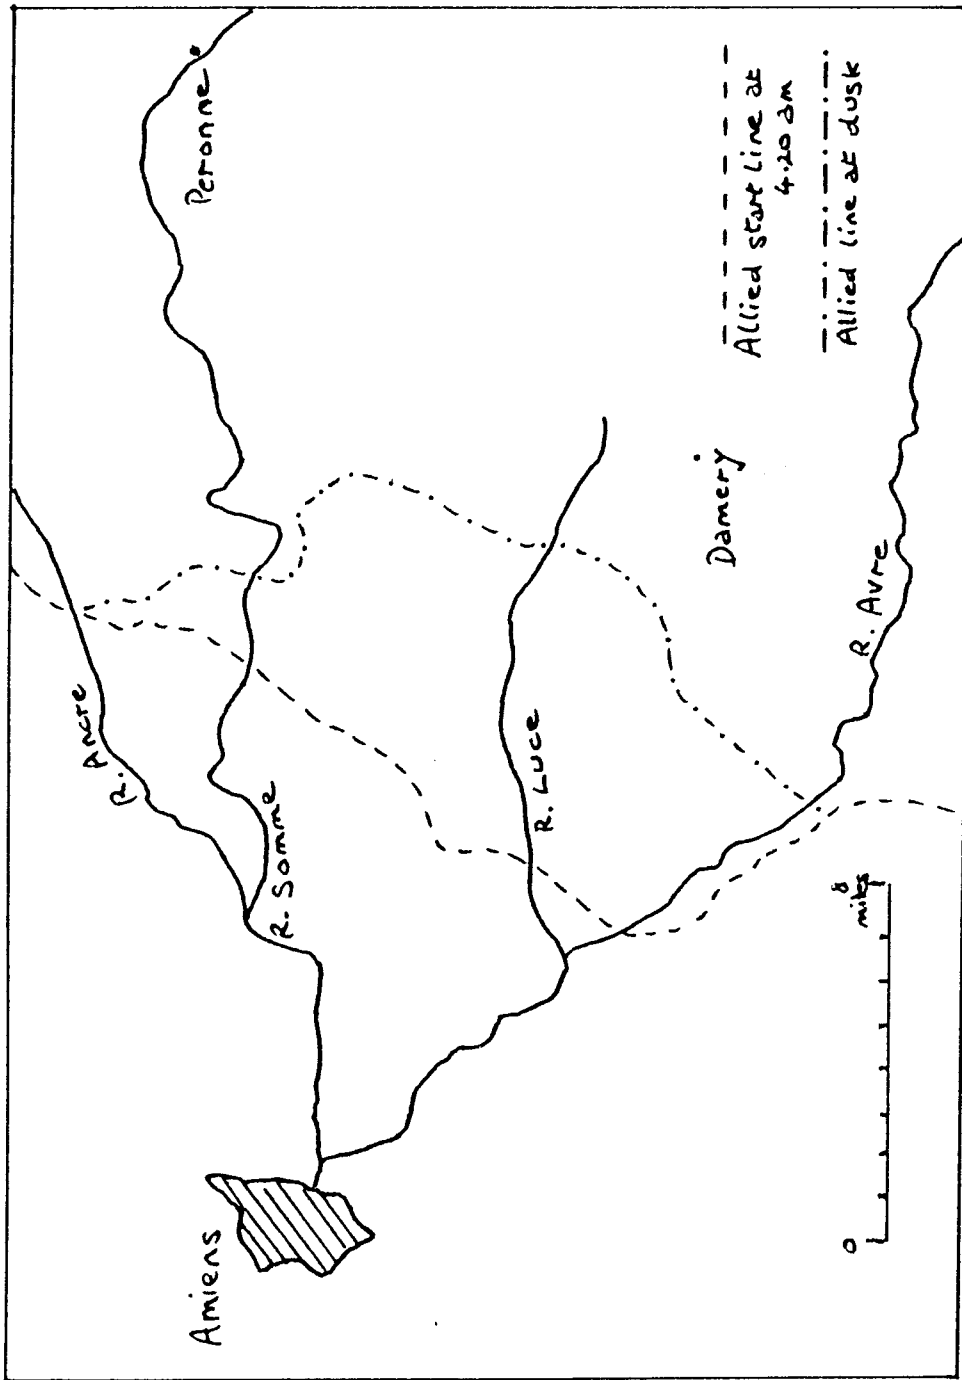 Peronne
R. Ancre
R. Somme
Amiens
R. Luce
Damery
R. Avre
Allied start line at
4.20 am
Allied line at dusk
0
8
miles